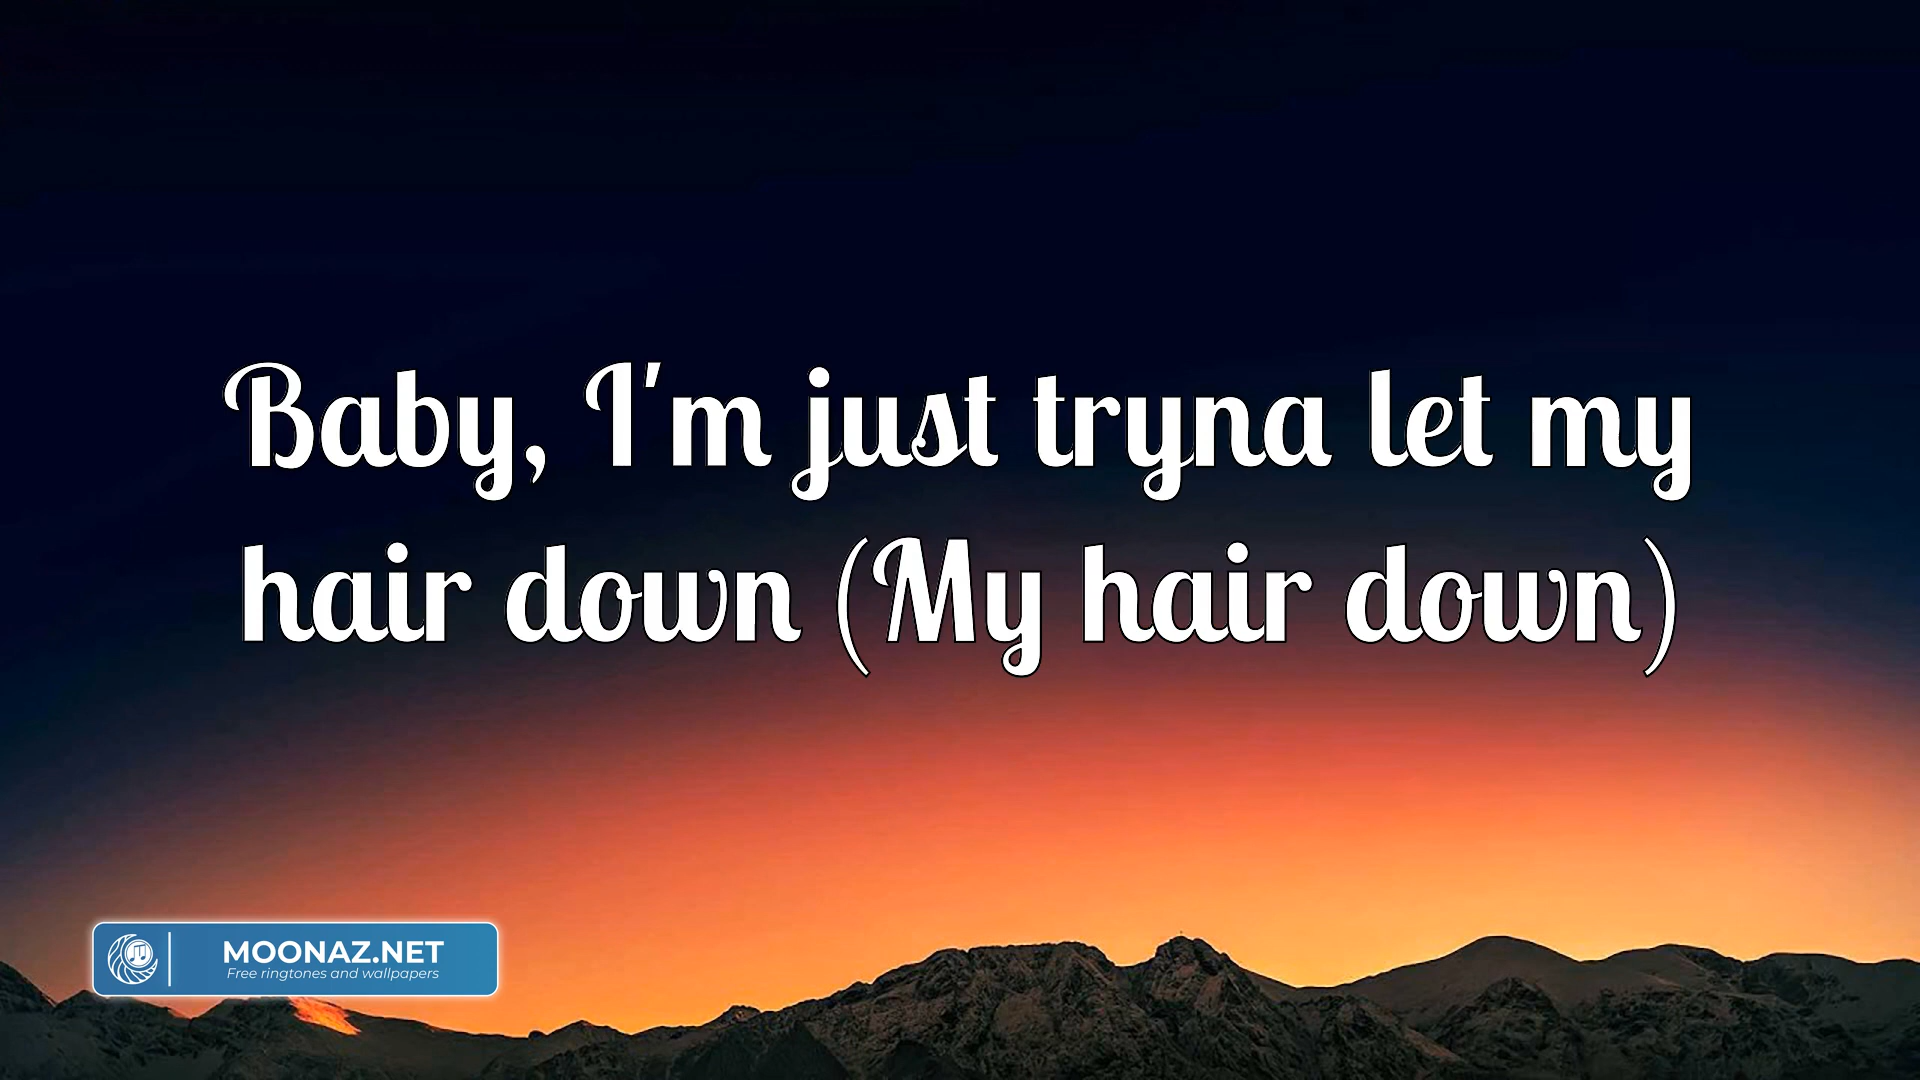 Baby, I'm just tryna let my
hair down (My hair down)
MOONAZ.NET
Free ringtones and wallpapers